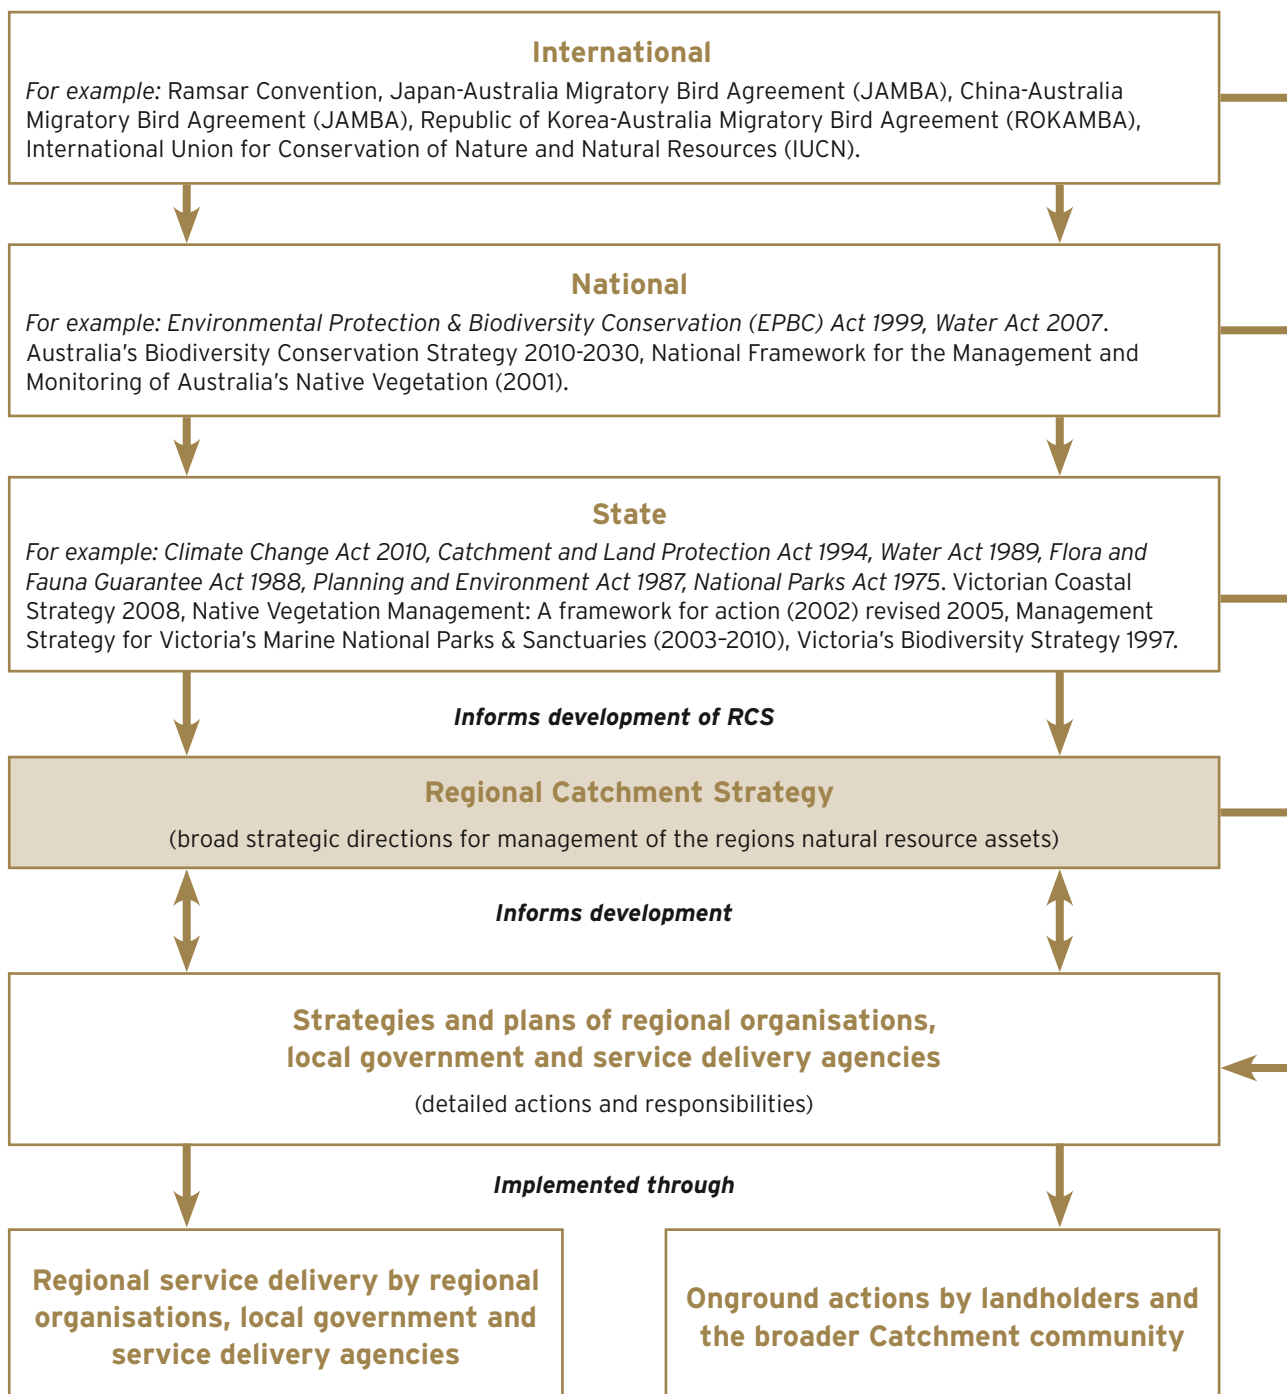 International
For example: Ramsar Convention, Japan-Australia Migratory Bird Agreement (JAMBA), China-Australia
Migratory Bird Agreement (JAMBA), Republic of Korea-Australia Migratory Bird Agreement (ROKAMBA),
International Union for Conservation of Nature and Natural Resources (IUCN).
National
For example: Environmental Protection & Biodiversity Conservation (EPBC) Act 1999, Water Act 2007.
Australia’s Biodiversity Conservation Strategy 2010-2030, National Framework for the Management and
Monitoring of Australia’s Native Vegetation (2001).
State
For example: Climate Change Act 2010, Catchment and Land Protection Act 1994, Water Act 1989, Flora and
Fauna Guarantee Act 1988, Planning and Environment Act 1987, National Parks Act 1975. Victorian Coastal
Strategy 2008, Native Vegetation Management: A framework for action (2002) revised 2005, Management
Strategy for Victoria’s Marine National Parks & Sanctuaries (2003–2010), Victoria’s Biodiversity Strategy 1997.
Informs development of RCS
Regional Catchment Strategy
(broad strategic directions for management of the regions natural resource assets)
Informs development
Strategies and plans of regional organisations,
local government and service delivery agencies
(detailed actions and responsibilities)
Implemented through
Regional service delivery by regional
organisations, local government and
service delivery agencies
Onground actions by landholders and
the broader Catchment community